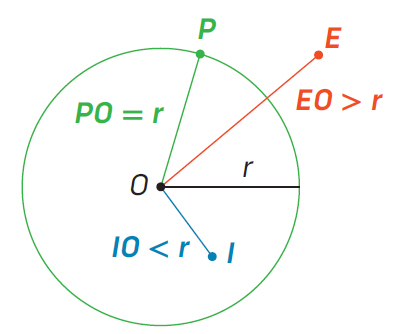 P
E
PO = r
EO > r
r
O
IO < r
I